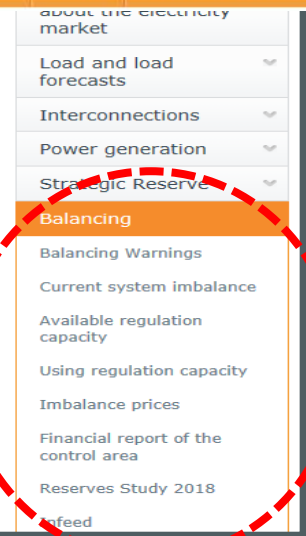 about the electricity
market
Load and load
forecasts
Interconnections
Power generation
Strategic Reserve
Balancing
Balancing Warnings
Current system imbalance
Available regulation
capacity
Using regulation capacity
Imbalance prices
Financial report of the
control area
Reserves Study 2018
Infeed